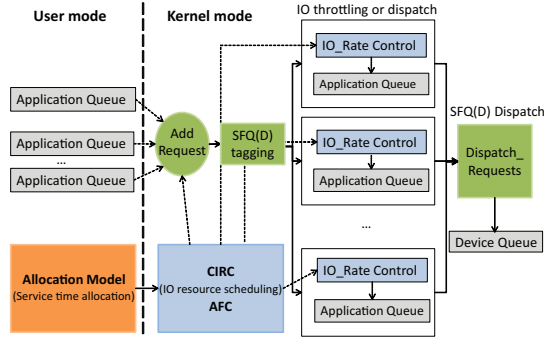 User mode
Kernel mode
IO throttling or dispatch
Application Queue
Application Queue
...
Application Queue
Add
Request
SFQ(D)
tagging
IO_Rate Control
Application Queue
IO_Rate Control
Application Queue
...
IO_Rate Control
Application Queue
SFQ(D) Dispatch
Dispatch_
Requests
Device Queue
Allocation Model
(Service time allocation)
CIRC
(IO resource scheduling)
AFC